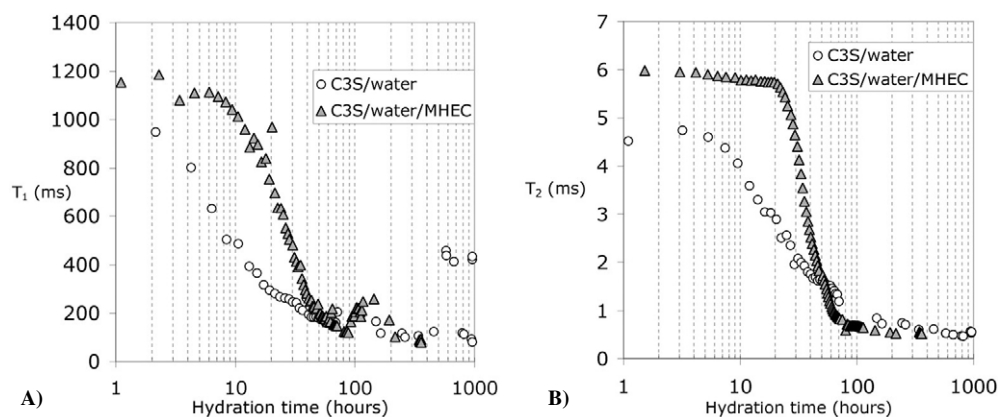 1400
1200
1000
800
T₁ (ms)
600
400
200
0
1 10 100 1000
Hydration time (hours)
C3S/water
C3S/water/MHEC
A)
7
6
5
4
T₂ (ms)
3
2
1
0
1 10 100 1000
Hydration time (hours)
C3S/water
C3S/water/MHEC
B)